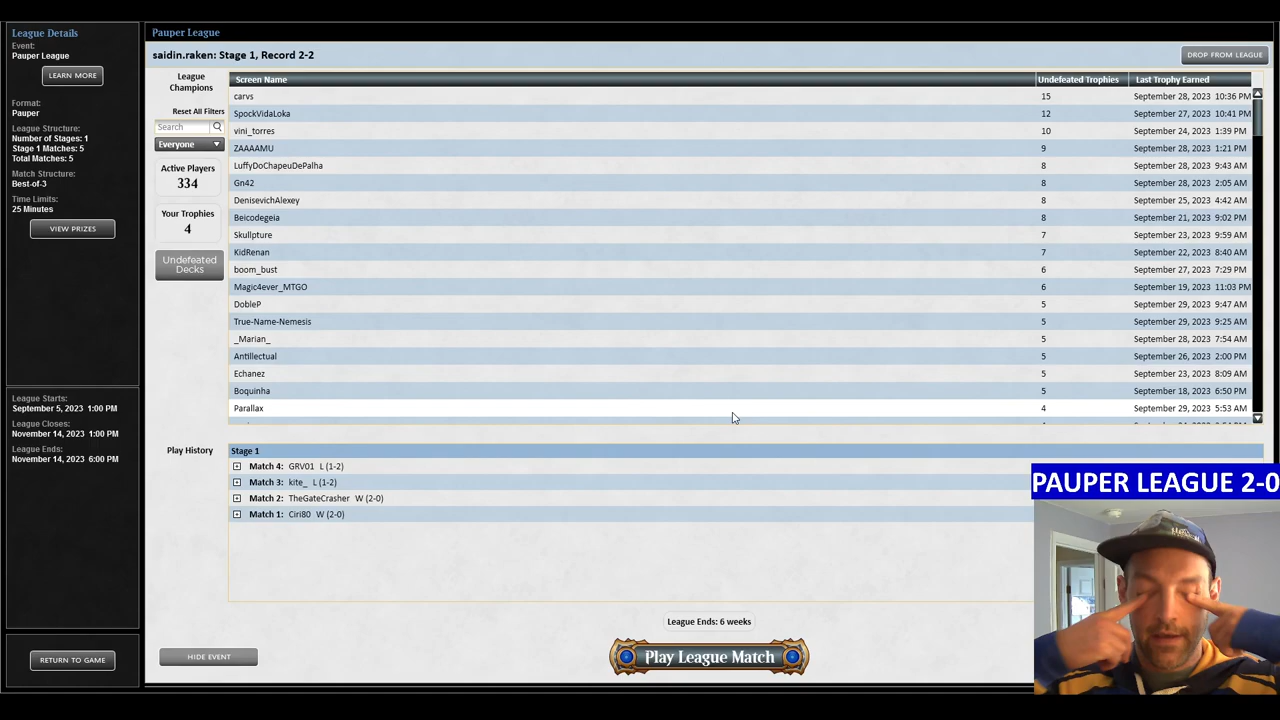 League Details
Event:
Pauper League
LEARN MORE
Format:
Pauper
League Structure:
Number of Stages: 1
Stage 1 Matches: 5
Total Matches: 5
Match Structure:
Best-of-3
Time Limits:
25 Minutes
VIEW PRIZES
League Starts:
September 5, 2023 1:00 PM
League Closes:
November 14, 2023 1:00 PM
League Ends:
November 14, 2023 6:00 PM
RETURN TO GAME
Pauper League
saidin.raken: Stage 1, Record 2-2
DROP FROM LEAGUE
League
Champions
Reset All Filters
Search
Everyone
Active Players
334
Your Trophies
4
Undefeated
Decks
Screen Name Undefeated Trophies Last Trophy Earned
carvs 15 September 28, 2023 10:36 PM
SpockVidaLoka 12 September 27, 2023 10:41 PM
vini_torres 10 September 24, 2023 1:39 PM
ZAAAAMU 9 September 28, 2023 1:21 PM
LuffyDoChapeuDePalha 8 September 28, 2023 9:43 AM
Gn42 8 September 28, 2023 2:05 AM
DenisevichAlexey 8 September 25, 2023 4:42 AM
Beicodegeia 8 September 21, 2023 9:02 PM
Skullpture 7 September 23, 2023 9:59 AM
KidRenan 7 September 22, 2023 8:40 AM
boom_bust 6 September 27, 2023 7:29 PM
Magic4ever_MTGO 6 September 19, 2023 11:03 PM
DobleP 5 September 29, 2023 9:47 AM
True-Name-Nemesis 5 September 29, 2023 9:25 AM
_Marian_ 5 September 28, 2023 7:54 AM
Antillectual 5 September 26, 2023 2:00 PM
Echanez 5 September 23, 2023 8:09 AM
Boquinha 5 September 18, 2023 6:50 PM
Parallax 4 September 29, 2023 5:53 AM
Play History
Stage 1
Match 4: GRV01 L (1-2)
Match 3: kite_ L (1-2)
Match 2: TheGateCrasher W (2-0)
Match 1: Ciri80 W (2-0)
League Ends: 6 weeks
HIDE EVENT
Play League Match
PAUPER LEAGUE 2-0